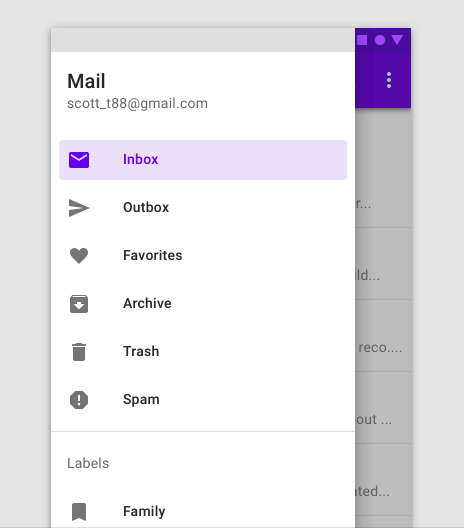 Mail
scott_t88@gmail.com
Inbox
Outbox
r...
Favorites
ld...
Archive
Trash
reco....
Spam
out ...
Labels
ated...
Family